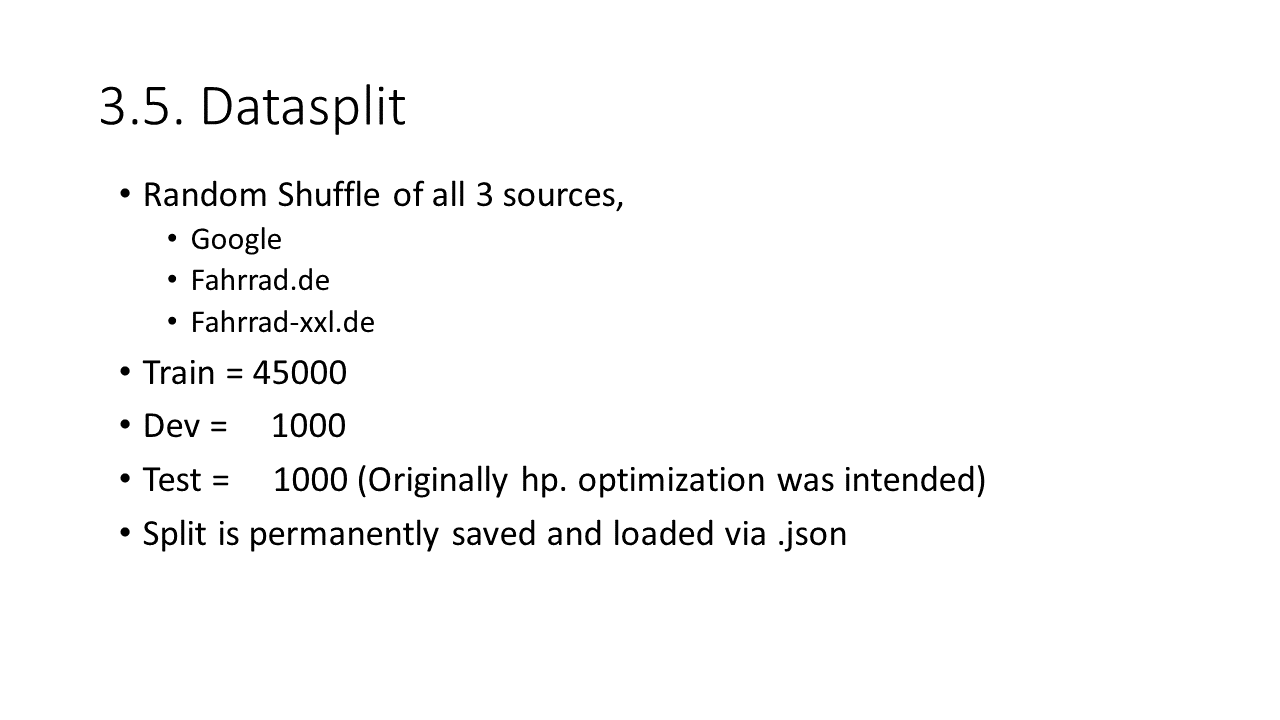 3.5. Datasplit
• Random Shuffle of all 3 sources,
• Google
• Fahrrad.de
• Fahrrad-xxl.de
• Train = 45000
• Dev = 1000
• Test = 1000 (Originally hp. optimization was intended)
• Split is permanently saved and loaded via .json